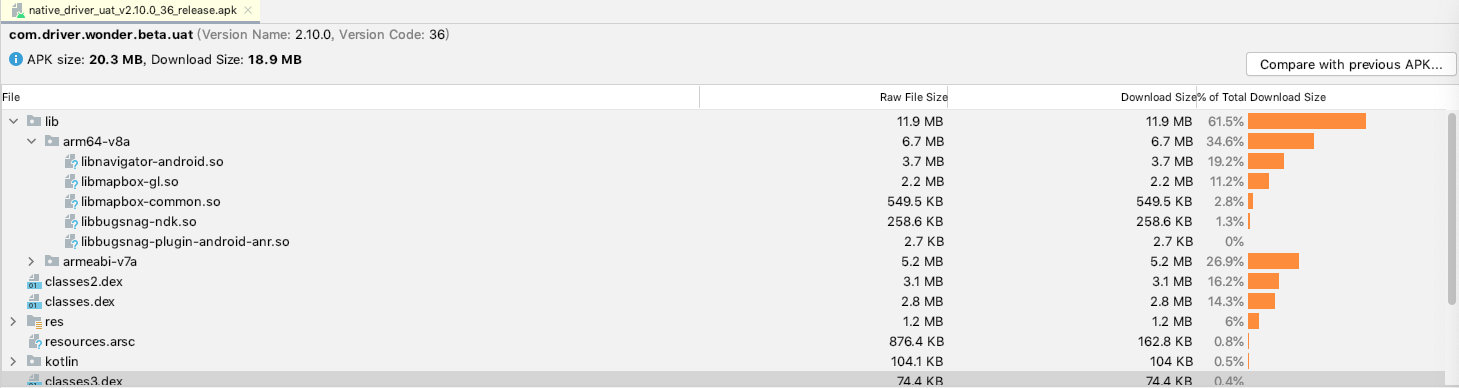 native_driver_uat_v2.10.0_36_release.apk
com.driver.wonder.beta.uat (Version Name: 2.10.0, Version Code: 36)
APK size: 20.3 MB, Download Size: 18.9 MB
Compare with previous APK...
File Raw File Size Download Size % of Total Download Size
lib 11.9 MB 11.9 MB 61.5%
arm64-v8a 6.7 MB 6.7 MB 34.6%
libnavigator-android.so 3.7 MB 3.7 MB 19.2%
libmapbox-gl.so 2.2 MB 2.2 MB 11.2%
libmapbox-common.so 549.5 KB 549.5 KB 2.8%
libbugsnag-ndk.so 258.6 KB 258.6 KB 1.3%
libbugsnag-plugin-android-anr.so 2.7 KB 2.7 KB 0%
armeabi-v7a 5.2 MB 5.2 MB 26.9%
classes2.dex 3.1 MB 3.1 MB 16.2%
classes.dex 2.8 MB 2.8 MB 14.3%
res 1.2 MB 1.2 MB 6%
resources.arsc 876.4 KB 162.8 KB 0.8%
kotlin 104.1 KB 104 KB 0.5%
classes3.dex 74.4 KB 74.4 KB 0.4%